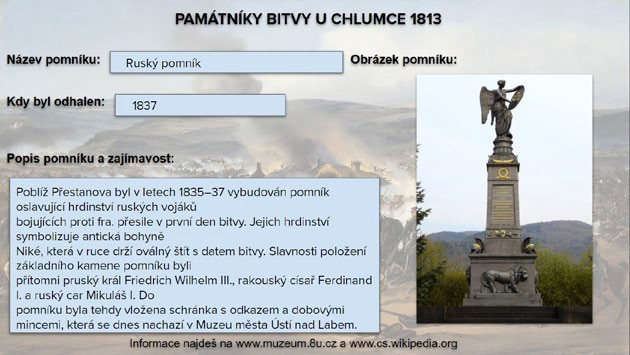 PAMÁTNÍKY BITVY U CHLUMCE 1813
Název pomníku:
Ruský pomník
Obrázek pomníku:
Kdy byl odhalen:
1837
Popis pomníku a zajímavost:
Poblíž Přestanova byl v letech 1835–37 vybudován pomník
oslavující hrdinství ruských vojáků
bojujících proti fra. přesile v první den bitvy. Jejich hrdinství
symbolizuje antická bohyně
Niké, která v ruce drží oválný štít s datem bitvy. Slavnosti položení
základního kamene pomníku byli
přítomni pruský král Friedrich Wilhelm III., rakouský císař Ferdinand
I. a ruský car Mikuláš I. Do
pomníku byla tehdy vložena schránka s odkazem a dobovými
mincemi, která se dnes nachází v Muzeu města Ústí nad Labem.
Informace najdeš na www.muzeum.8u.cz a www.cs.wikipedia.org